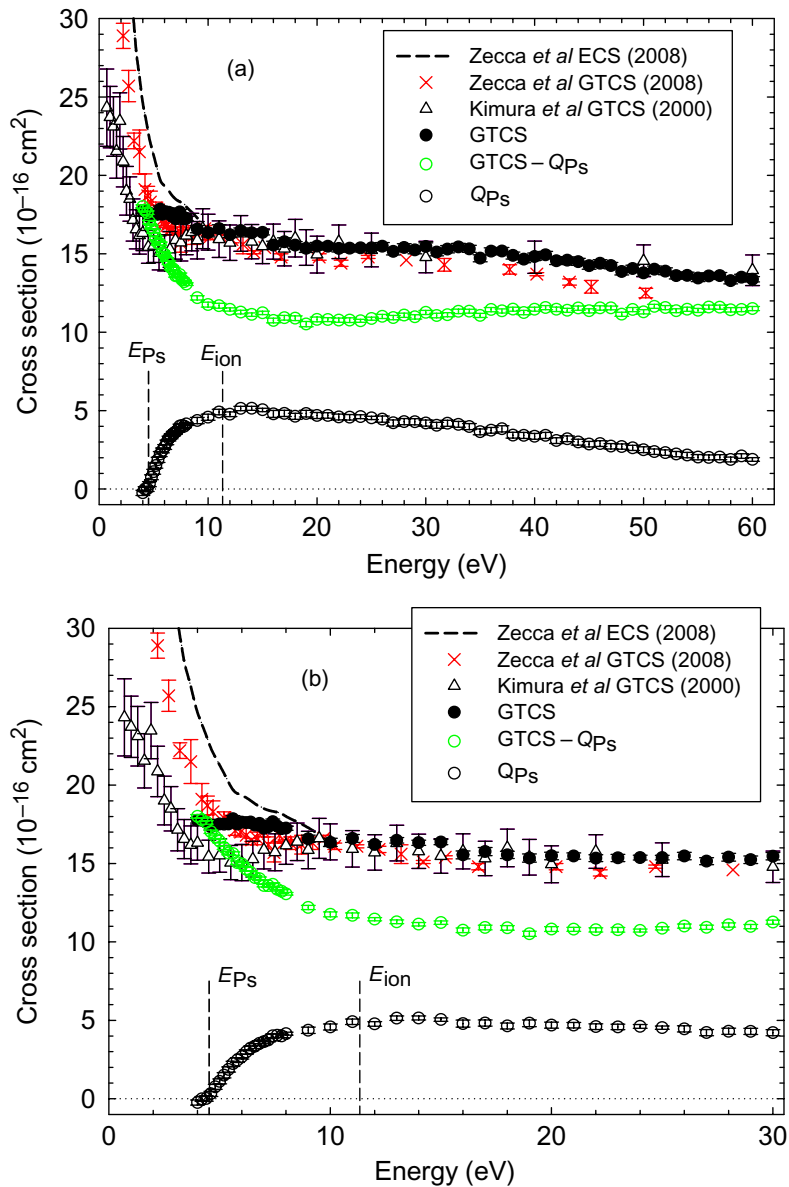 30
25
20
15
10
5
0
Cross section (10⁻¹⁶ cm²)
(a)
Zecca et al ECS (2008)
Zecca et al GTCS (2008)
Kimura et al GTCS (2000)
GTCS
GTCS – QPs
QPs
EPs
Eion
0 10 20 30 40 50 60
Energy (eV)
30
25
20
15
10
5
0
Cross section (10⁻¹⁶ cm²)
(b)
Zecca et al ECS (2008)
Zecca et al GTCS (2008)
Kimura et al GTCS (2000)
GTCS
GTCS – QPs
QPs
EPs
Eion
0 10 20 30
Energy (eV)